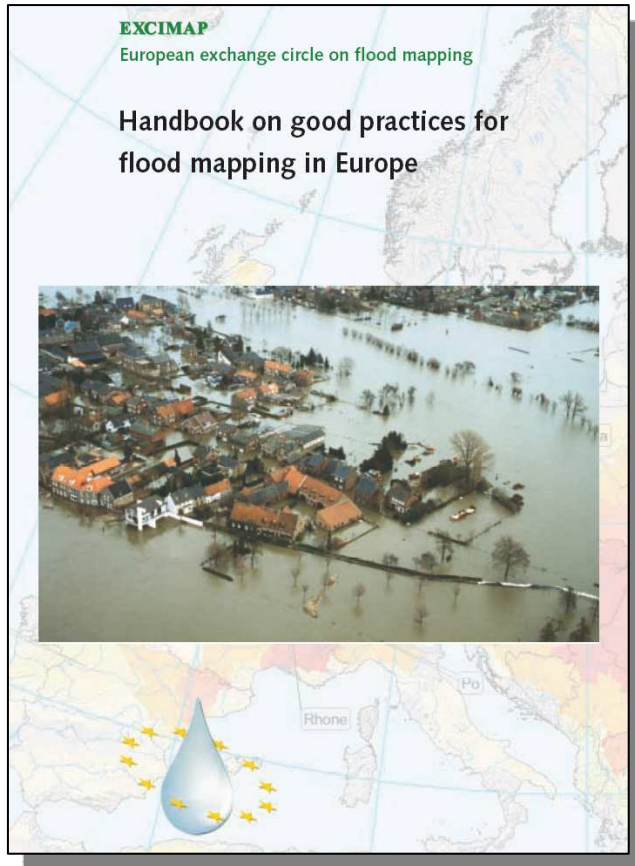 EXCIMAP
European exchange circle on flood mapping
Handbook on good practices for
flood mapping in Europe
a
Po
Rhone